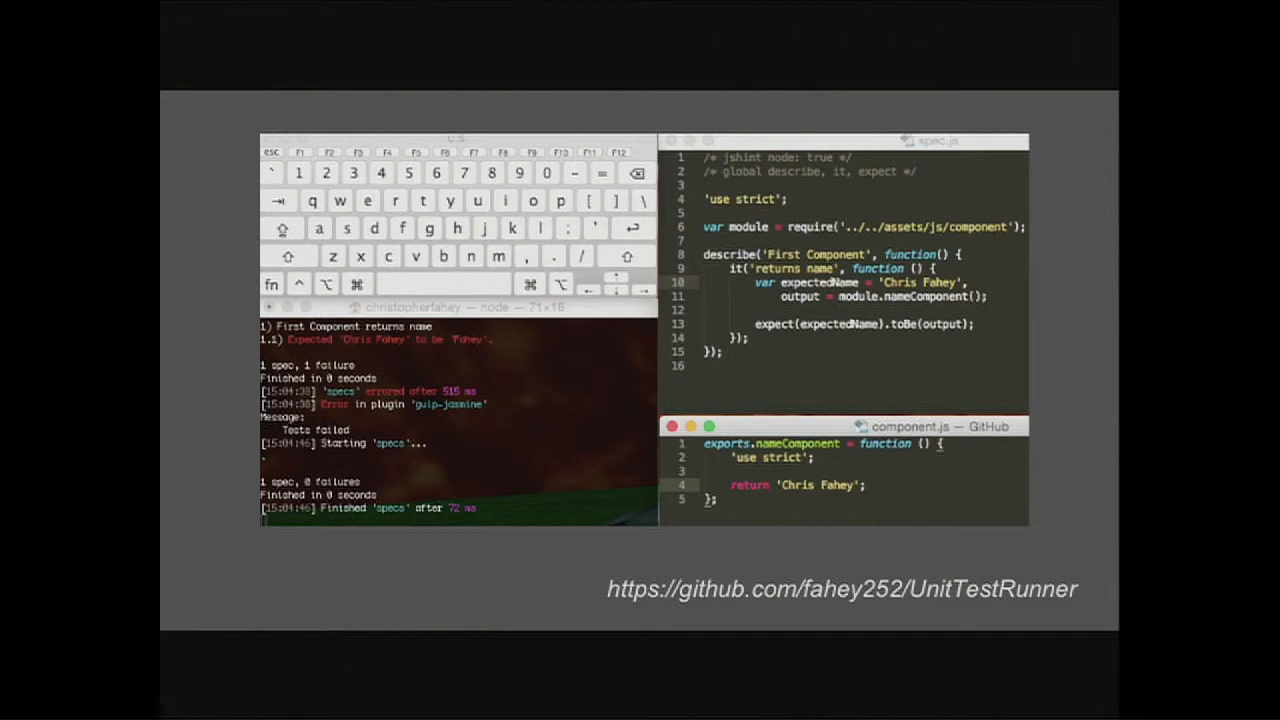 U.S.
esc F1 F2 F3 F4 F5 F6 F7 F8 F9 F10 F11 F12
` 1 2 3 4 5 6 7 8 9 0 - = ⌫
⇥ q w e r t y u i o p [ ] \
⇪ a s d f g h j k l ; ' ↩
⇧ z x c v b n m , . / ⇧
fn ^ ⌥ ⌘ ⌘ ⌥ ← ↑ ↓ →
christopherfahey — node — 71×16
1) First Component returns name
1.1) Expected 'Chris Fahey' to be 'Fahey'.
1 spec, 1 failure
Finished in 0 seconds
[15:04:38] 'specs' errored after 515 ms
[15:04:38] Error in plugin 'gulp-jasmine'
Message:
Tests failed
[15:04:46] Starting 'specs'...
.
1 spec, 0 failures
Finished in 0 seconds
[15:04:46] Finished 'specs' after 72 ms
spec.js
1 /* jshint node: true */
2 /* global describe, it, expect */
3
4 'use strict';
5
6 var module = require('../../assets/js/component');
7
8 describe('First Component', function() {
9 it('returns name', function () {
10 var expectedName = 'Chris Fahey',
11 output = module.nameComponent();
12
13 expect(expectedName).toBe(output);
14 });
15 });
16
component.js — GitHub
1 exports.nameComponent = function () {
2 'use strict';
3
4 return 'Chris Fahey';
5 };
https://github.com/fahey252/UnitTestRunner